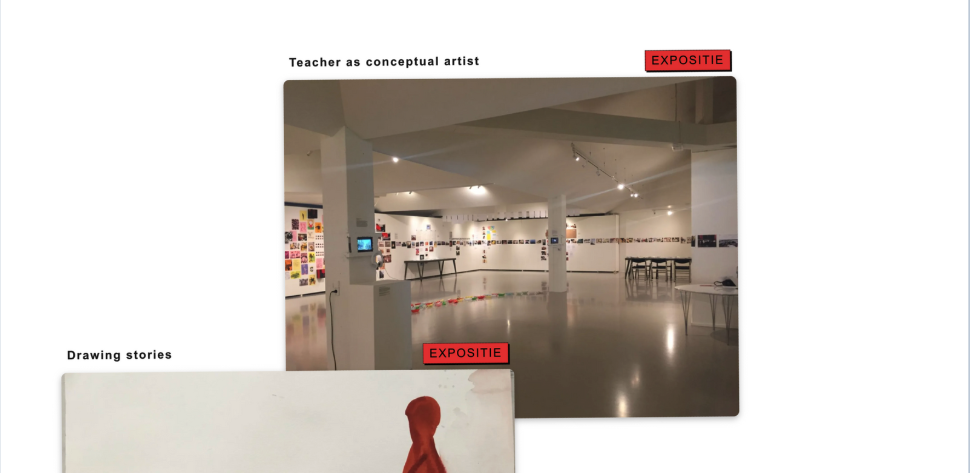 Teacher as conceptual artist
EXPOSITIE
Drawing stories
EXPOSITIE